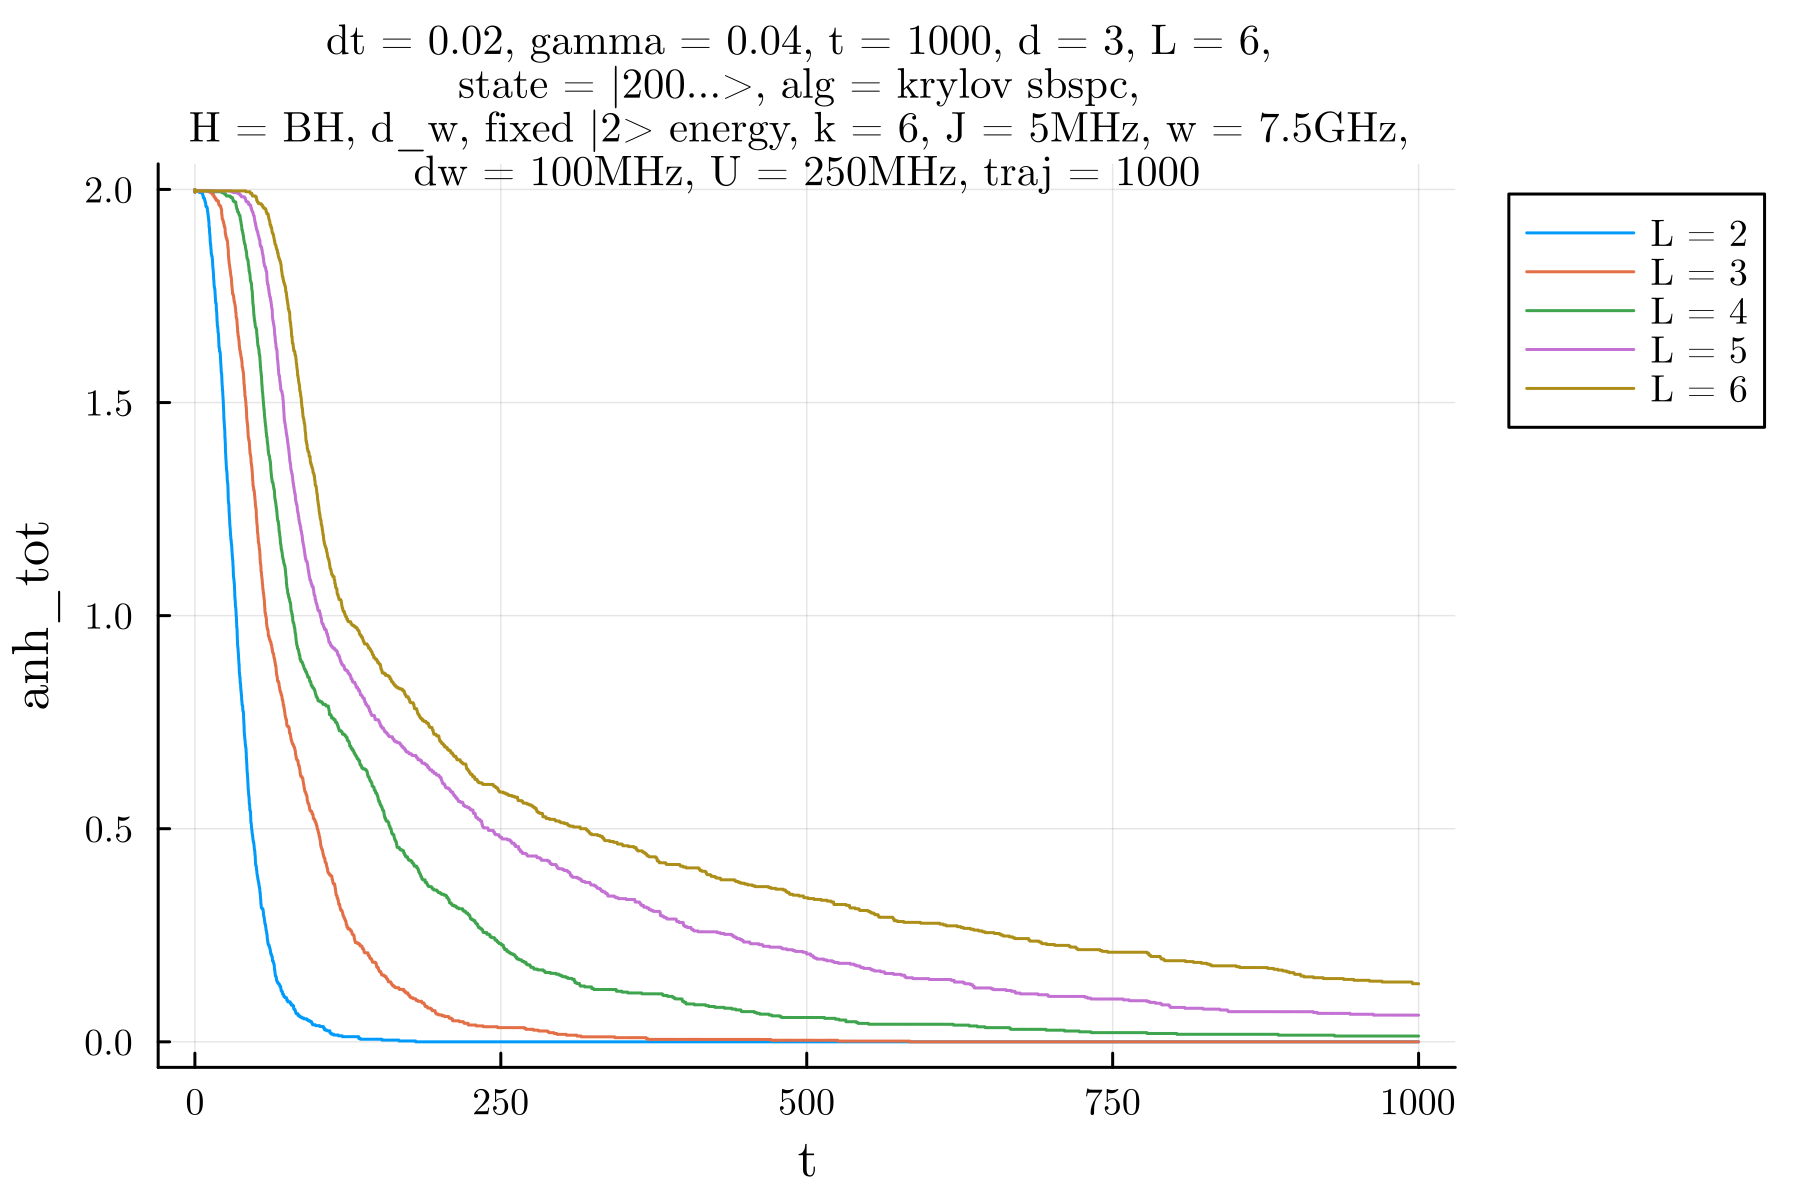 dt = 0.02, gamma = 0.04, t = 1000, d = 3, L = 6,
state = |200...>, alg = krylov sbspc,
H = BH, d_w, fixed |2> energy, k = 6, J = 5MHz, w = 7.5GHz,
dw = 100MHz, U = 250MHz, traj = 1000
2.0
1.5
1.0
0.5
0.0
anh_tot
0 250 500 750 1000
t
L = 2
L = 3
L = 4
L = 5
L = 6